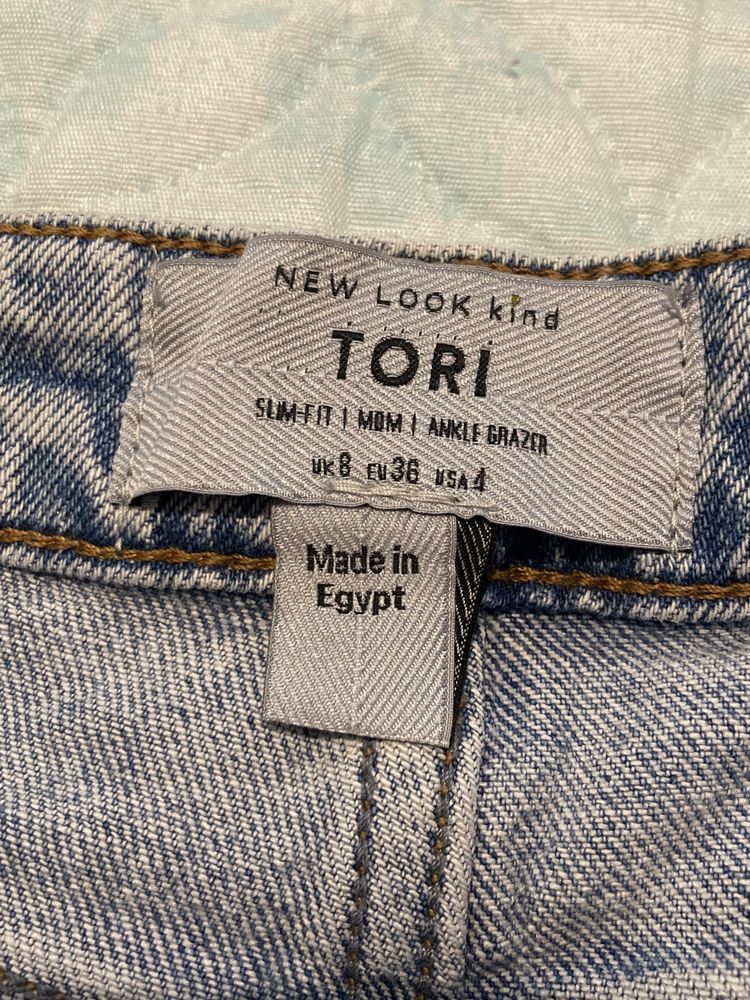 NEW LOOK kind
TORI
SLIM-FIT | MOM | ANKLE GRAZER
UK 8 EU 36 USA 4
Made in
Egypt